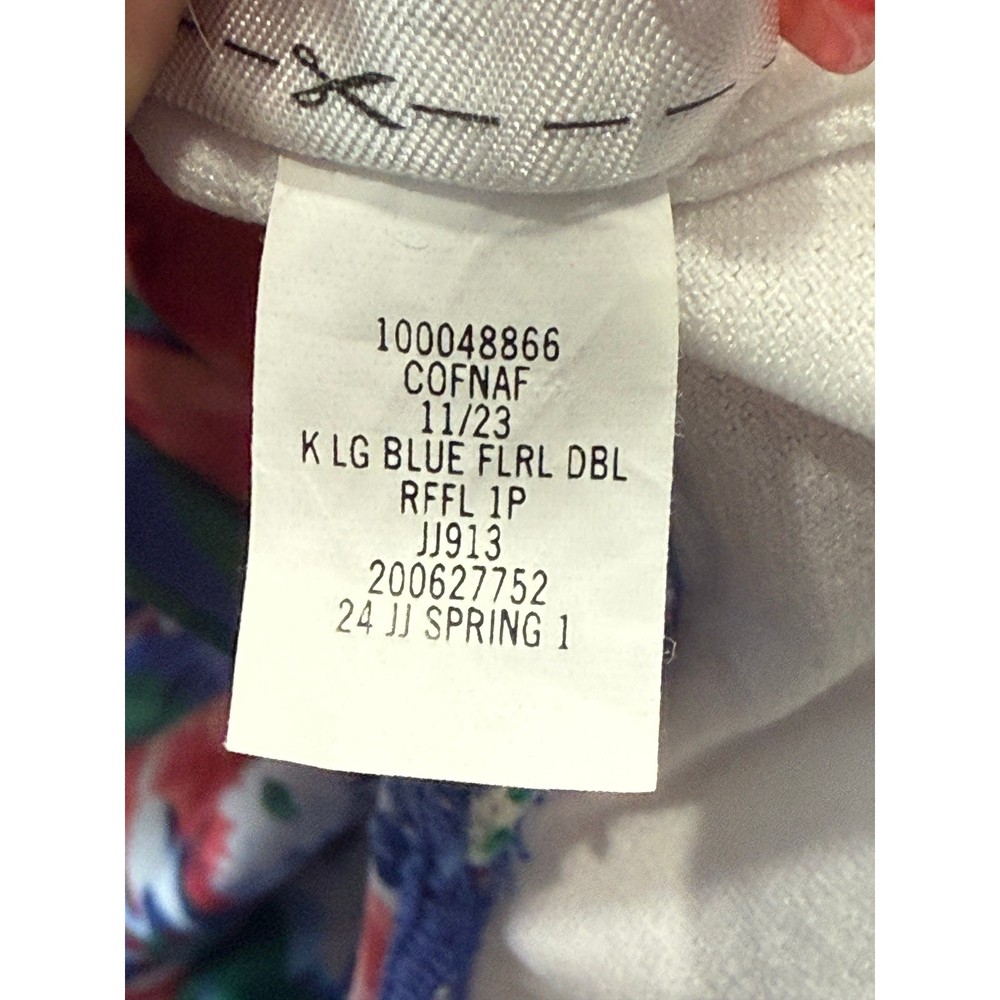 100048866
COFNAF
11/23
K LG BLUE FLRL DBL
RFFL 1P
JJ913
200627752
24 JJ SPRING 1